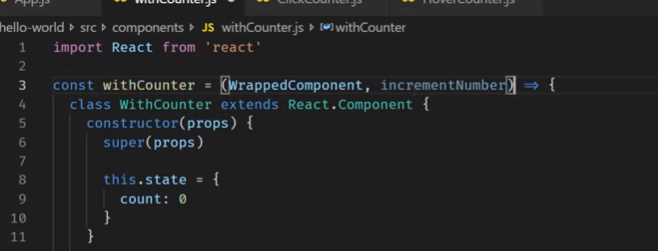 App.js withCounter.js ClickCounter.js HoverCounter.js
hello-world > src > components > JS withCounter.js > withCounter
1 import React from 'react'
2
3 const withCounter = (WrappedComponent, incrementNumber) => {
4 class WithCounter extends React.Component {
5 constructor(props) {
6 super(props)
7
8 this.state = {
9 count: 0
10 }
11 }